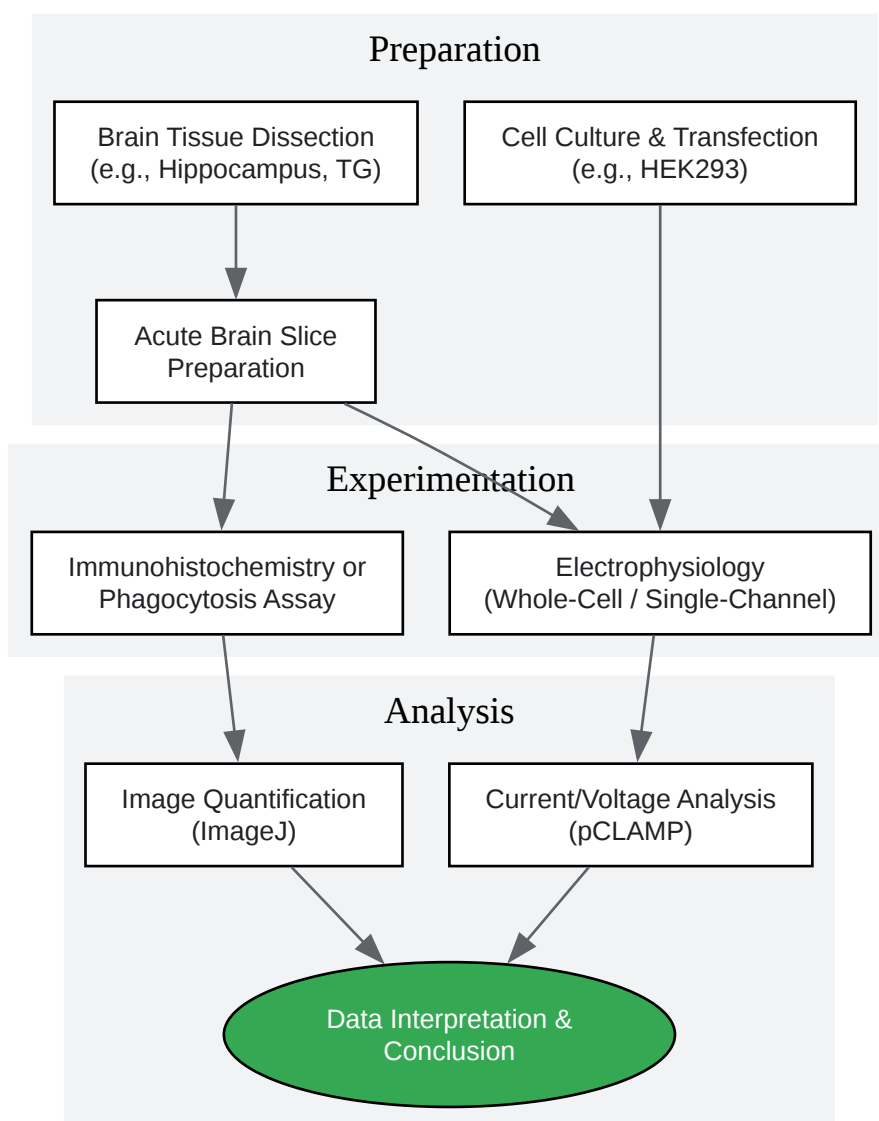 Preparation
Brain Tissue Dissection
(e.g., Hippocampus, TG)
Cell Culture & Transfection
(e.g., HEK293)
Acute Brain Slice
Preparation
Experimentation
Immunohistochemistry or
Phagocytosis Assay
Electrophysiology
(Whole-Cell / Single-Channel)
Analysis
Image Quantification
(ImageJ)
Current/Voltage Analysis
(pCLAMP)
Data Interpretation &
Conclusion